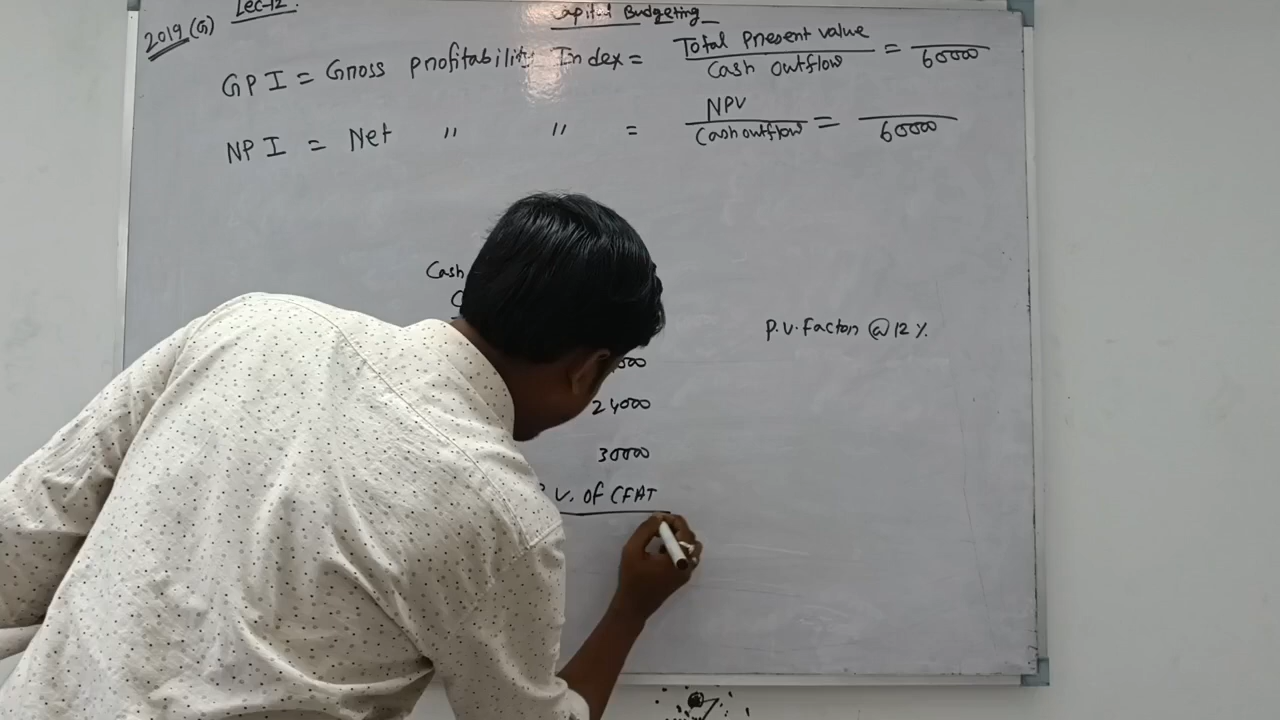 Lec-12.
Capital Budgeting
2019 (G)
GPI = Gross profitability Index = Total present value / Cash outflow = / 60000
NPI = Net " " = NPV / Cash outflow = / 60000
Cash
P.V. Factor @ 12%
24000
30000
V. of CFAT